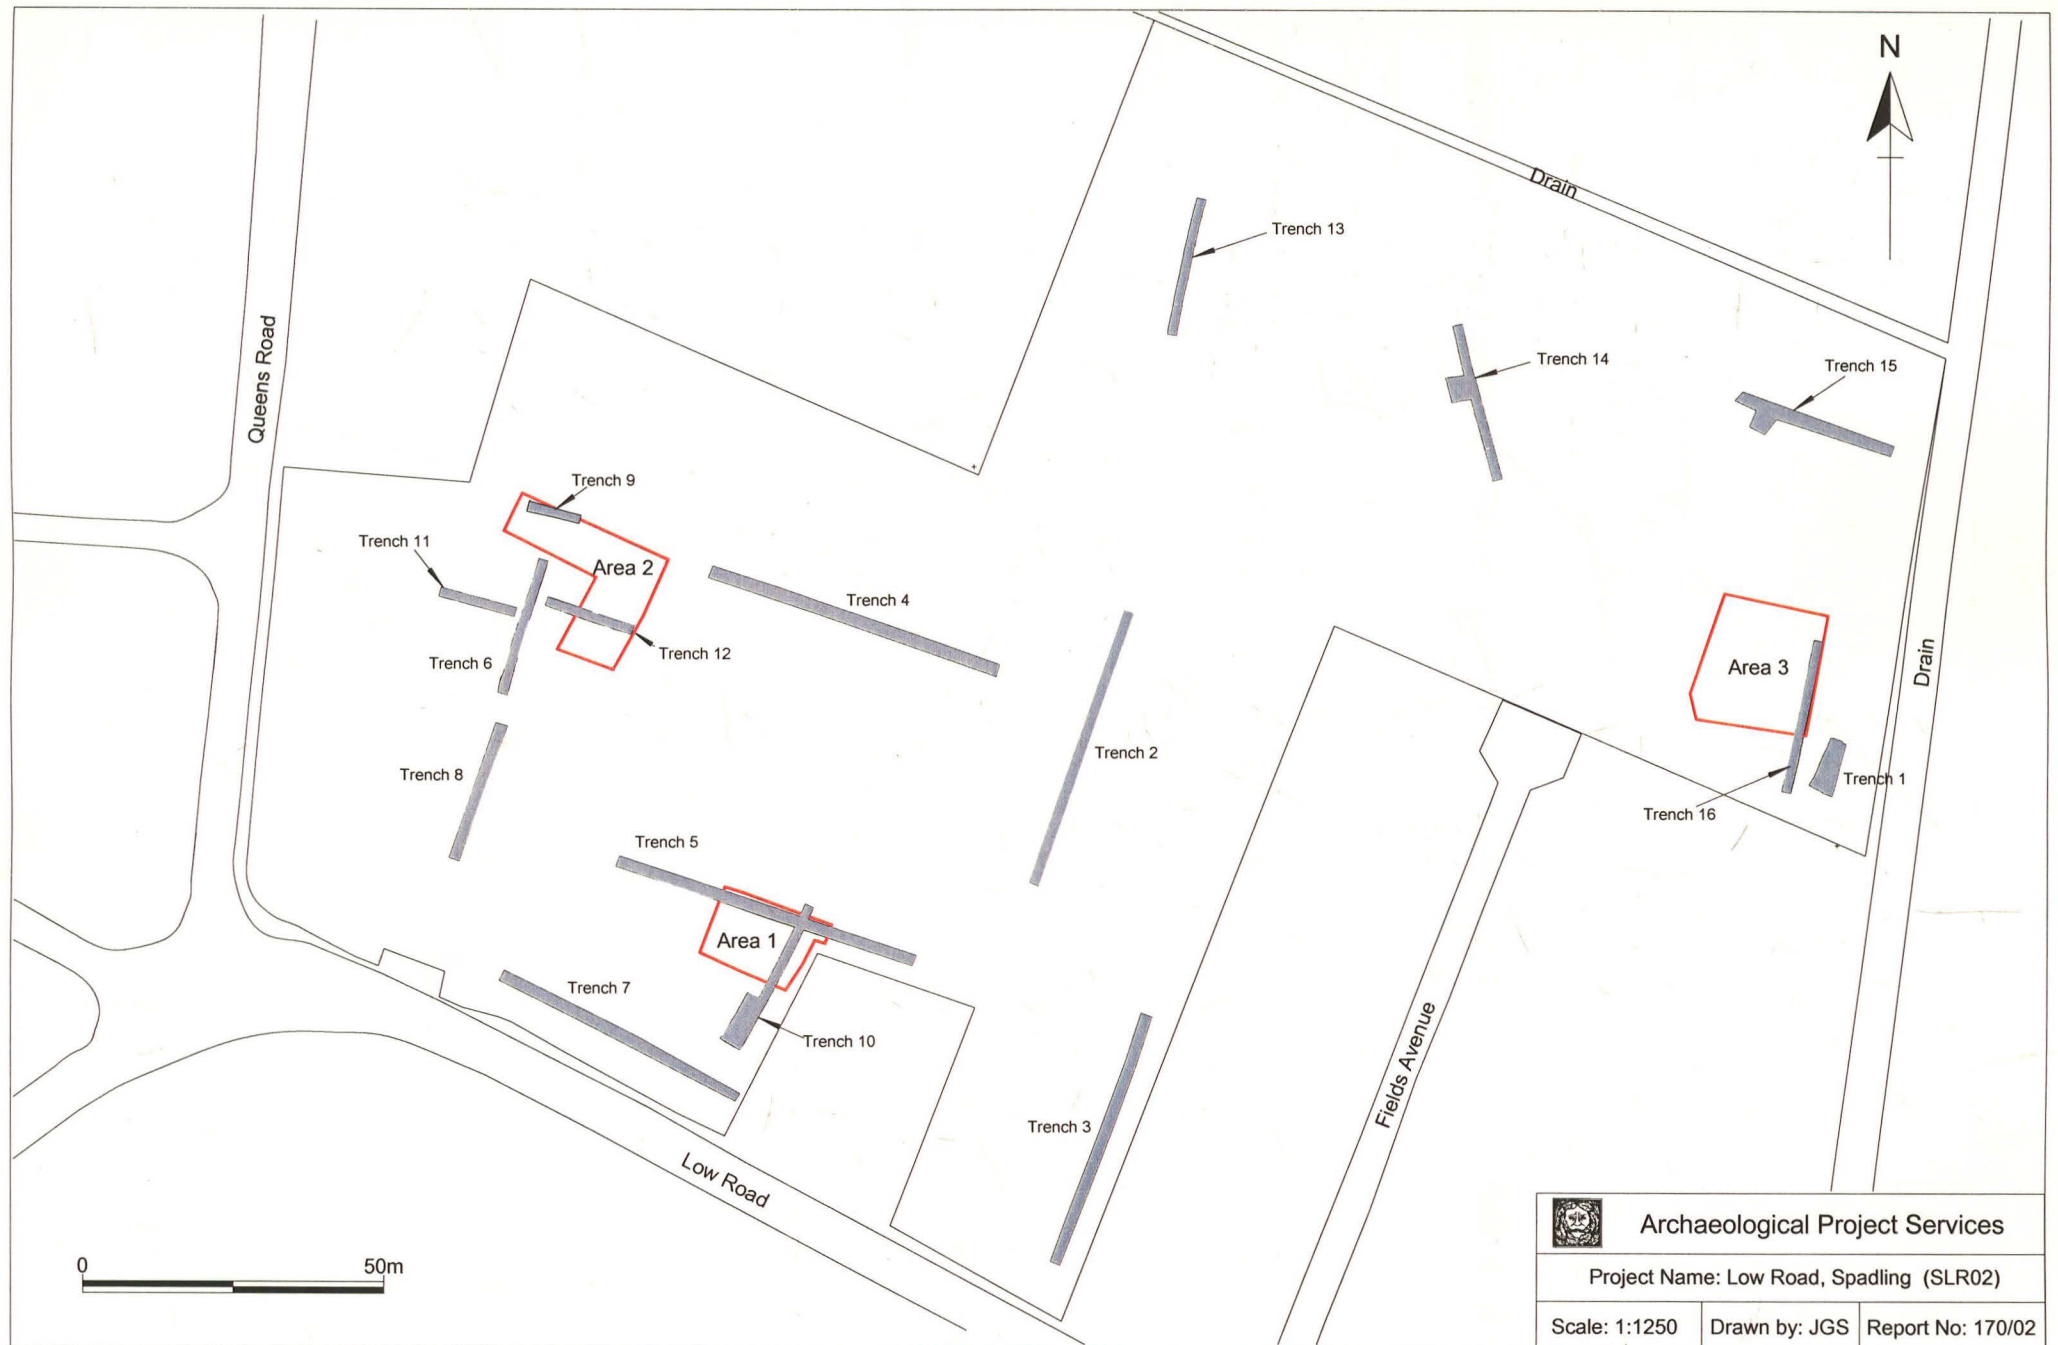 N
Drain
Trench 13
Trench 14
Trench 15
Queens Road
Trench 9
Trench 11
Area 2
Trench 4
Trench 6
Trench 12
Area 3
Drain
Trench 2
Trench 8
Trench 1
Trench 16
Trench 5
Area 1
Trench 7
Trench 10
Fields Avenue
Trench 3
Low Road
0 50m
Archaeological Project Services
Project Name: Low Road, Spadling (SLR02)
Scale: 1:1250
Drawn by: JGS
Report No: 170/02